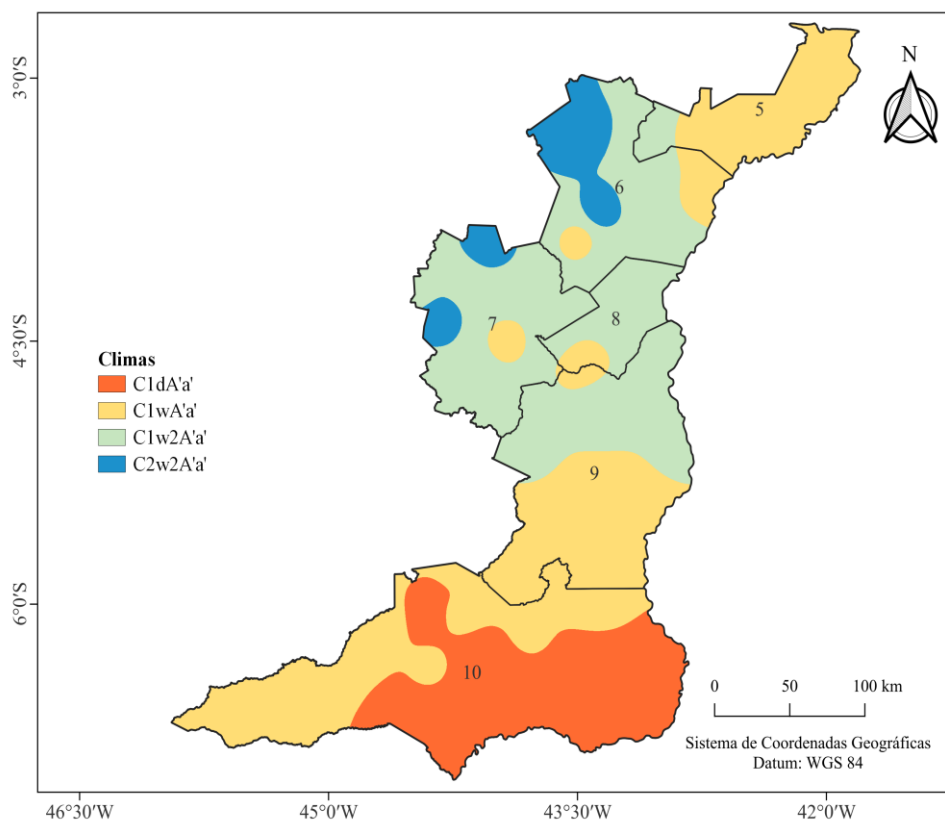 N
3°0'S
4°30'S
6°0'S
5
6
7
8
9
10
Climas
C1dA'a'
C1wA'a'
C1w2A'a'
C2w2A'a'
0 50 100 km
Sistema de Coordenadas Geográficas
Datum: WGS 84
46°30'W 45°0'W 43°30'W 42°0'W